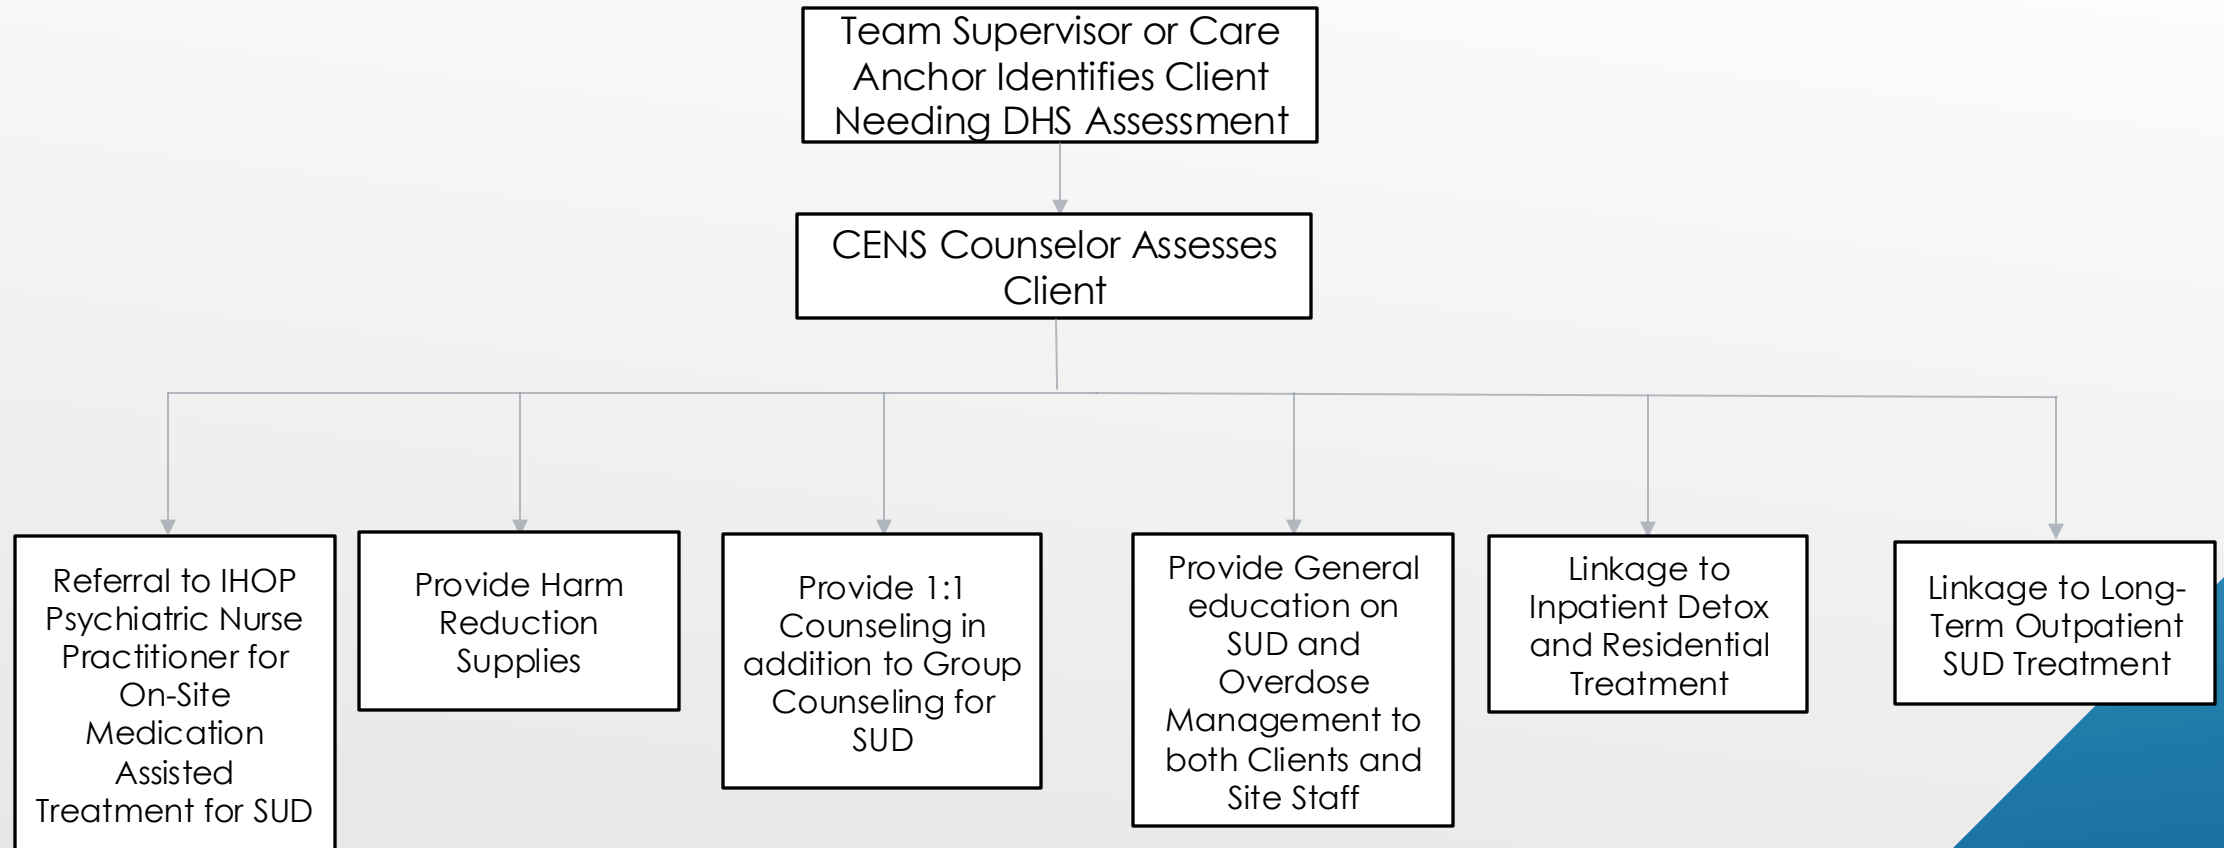 Team Supervisor or Care
Anchor Identifies Client
Needing DHS Assessment
CENS Counselor Assesses
Client
Referral to IHOP
Psychiatric Nurse
Practitioner for
On-Site
Medication
Assisted
Treatment for SUD
Provide Harm
Reduction
Supplies
Provide 1:1
Counseling in
addition to Group
Counseling for
SUD
Provide General
education on
SUD and
Overdose
Management to
both Clients and
Site Staff
Linkage to
Inpatient Detox
and Residential
Treatment
Linkage to Long-
Term Outpatient
SUD Treatment